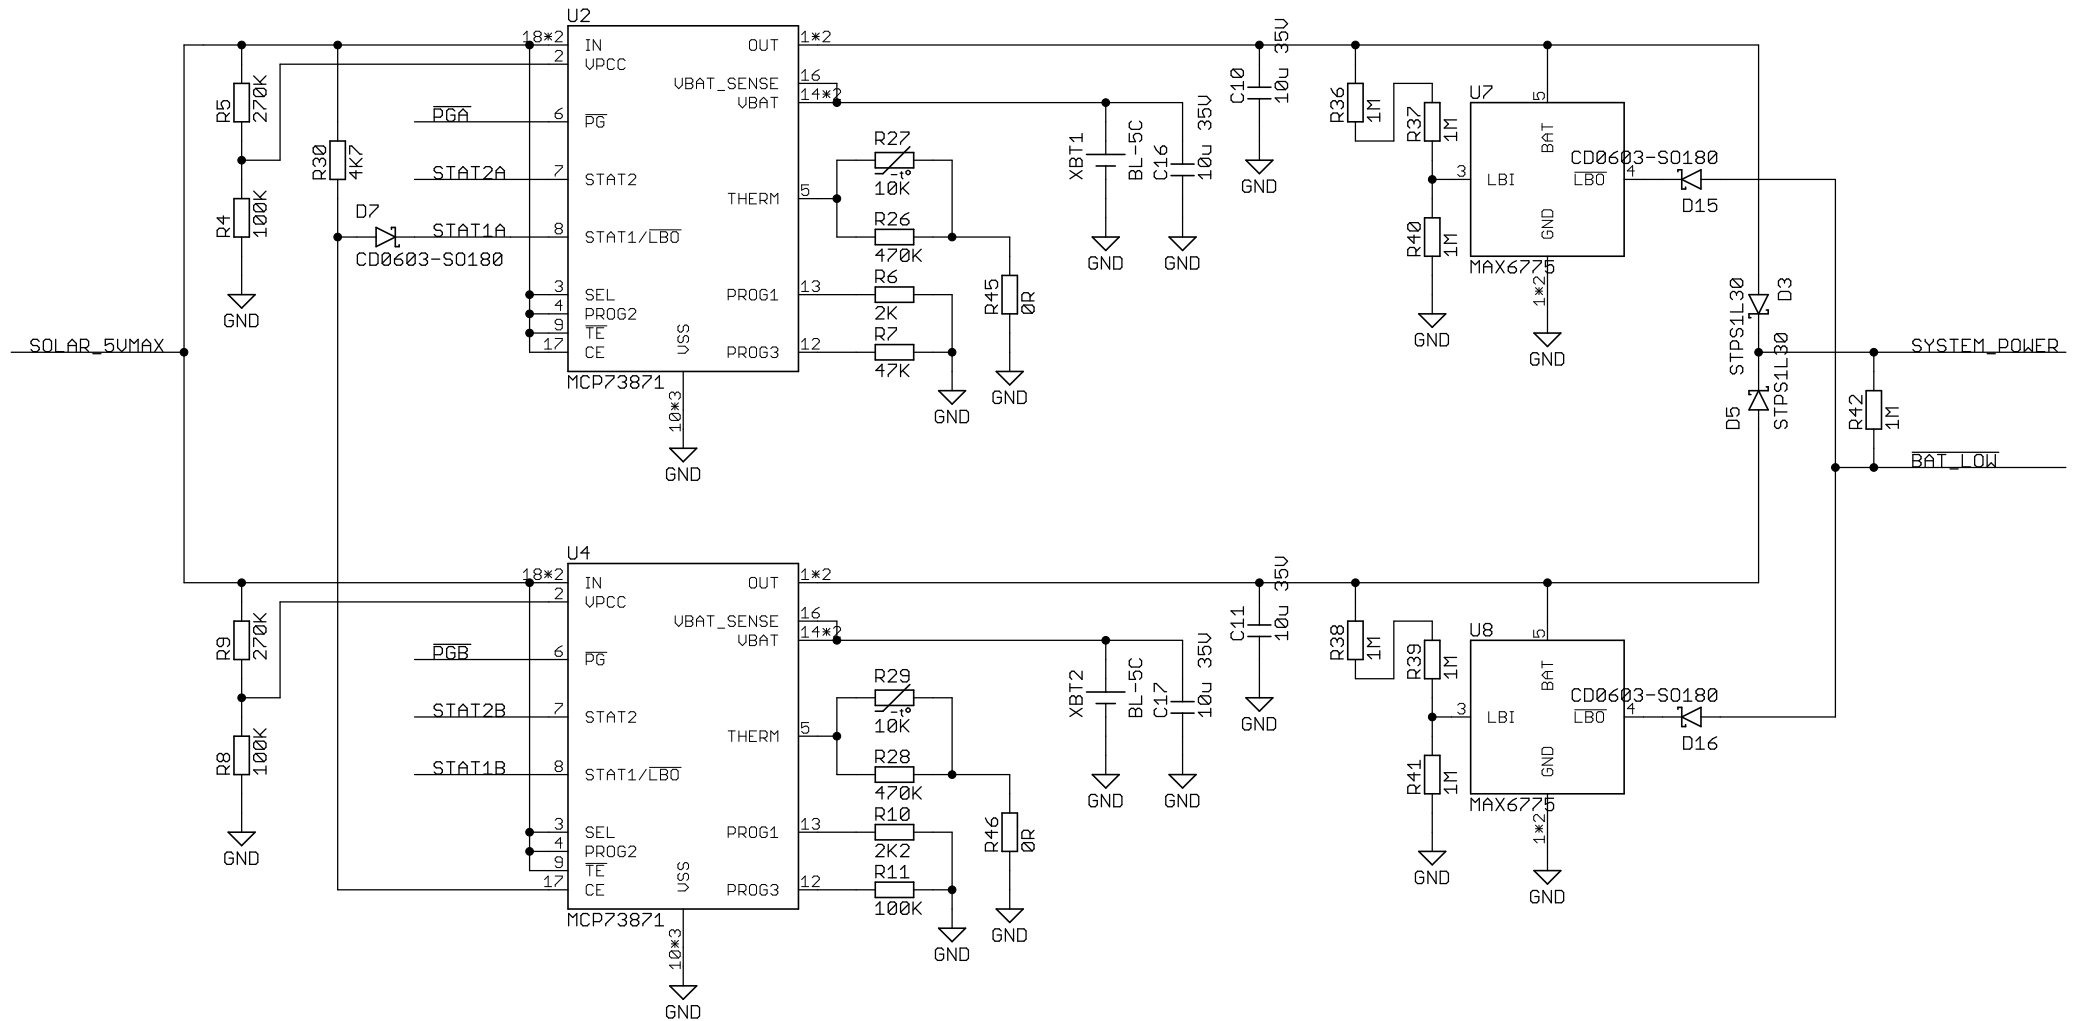 U2
18*2
IN
OUT
1*2
2
VPCC
VBAT_SENSE
16
VBAT
14*2
PGA
6
PG
STAT2A
7
STAT2
THERM
5
STAT1A
8
STAT1/LBO
3
SEL
4
PROG2
9
TE
17
CE
PROG1
13
PROG3
12
VSS
10*3
MCP73871
GND
R5
270K
R4
100K
GND
R30
4K7
D7
CD0603-S0180
SOLAR_5VMAX
R27
-t°
10K
R26
470K
R6
2K
R7
47K
GND
R45
0R
GND
XBT1
BL-5C
GND
C16
10u 35V
GND
C10
10u 35V
GND
R36
1M
R37
1M
R40
1M
GND
U7
5
BAT
3
LBI
LBO
4
GND
MAX6775
1*2
GND
CD0603-S0180
D15
D3
STPS1L30
D5
STPS1L30
SYSTEM_POWER
R42
1M
BAT_LOW
U4
18*2
IN
OUT
1*2
2
VPCC
VBAT_SENSE
16
VBAT
14*2
PGB
6
PG
STAT2B
7
STAT2
THERM
5
STAT1B
8
STAT1/LBO
3
SEL
4
PROG2
9
TE
17
CE
PROG1
13
PROG3
12
VSS
10*3
MCP73871
GND
R9
270K
R8
100K
GND
R29
-t°
10K
R28
470K
R10
2K2
R11
100K
GND
R46
0R
GND
XBT2
BL-5C
GND
C17
10u 35V
GND
C11
10u 35V
GND
R38
1M
R39
1M
R41
1M
GND
U8
5
BAT
3
LBI
LBO
4
GND
MAX6775
1*2
GND
CD0603-S0180
D16